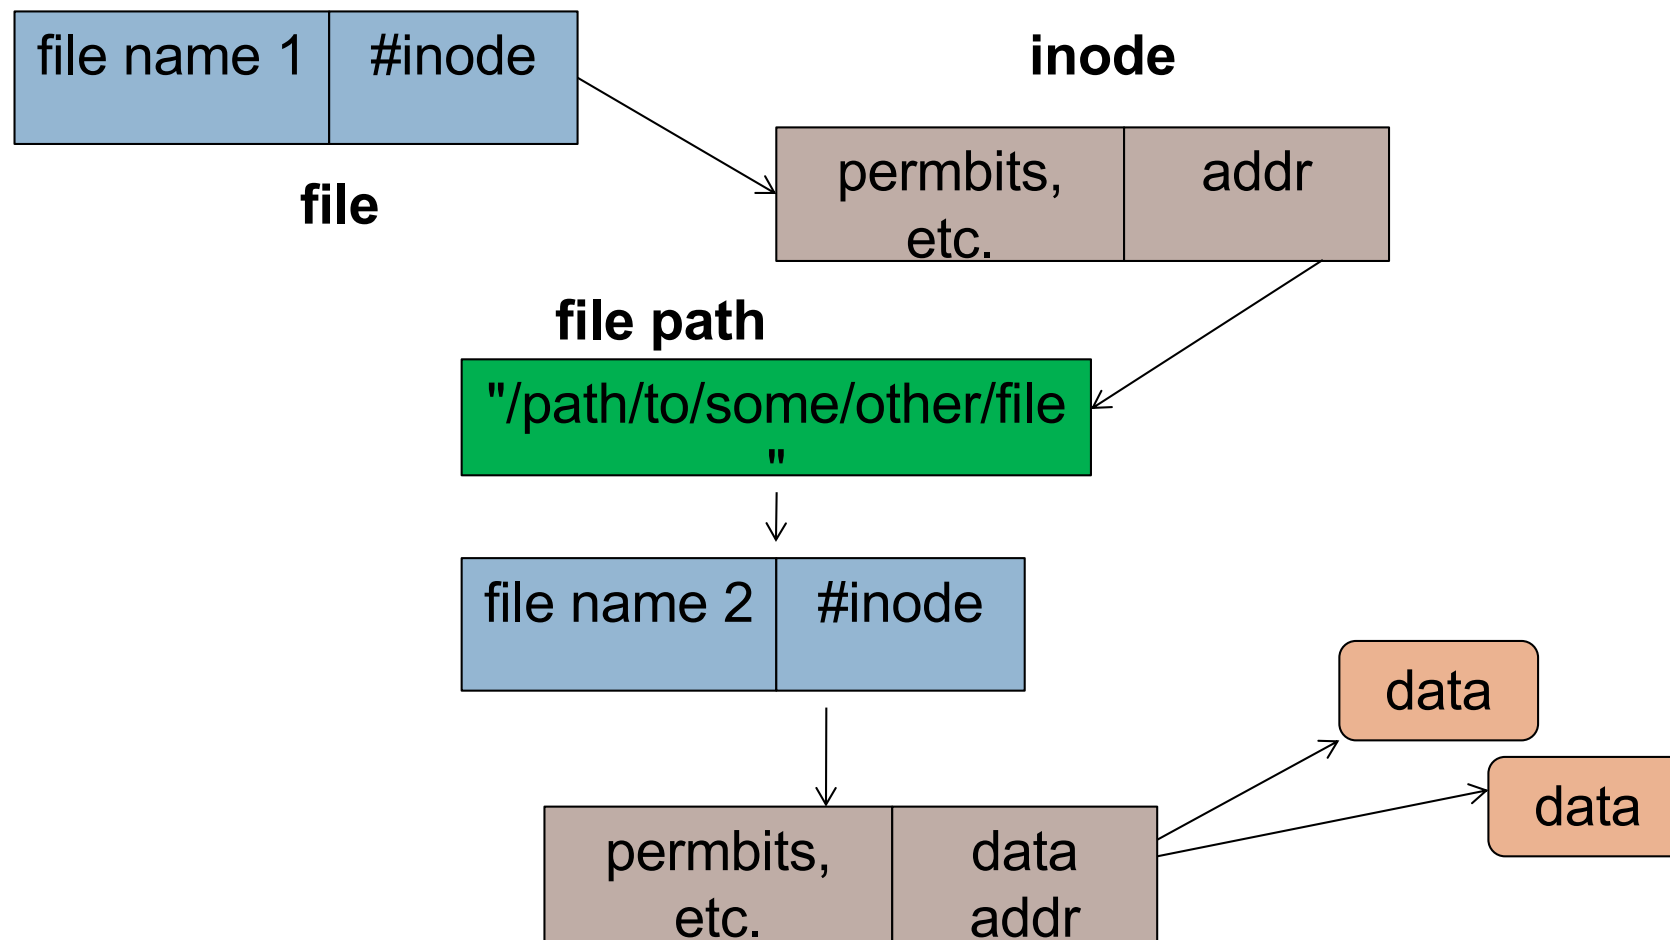 file name 1 #inode
inode
permbits, addr
etc.
file
file path
"/path/to/some/other/file
"
file name 2 #inode
data
data
permbits, data
etc. addr